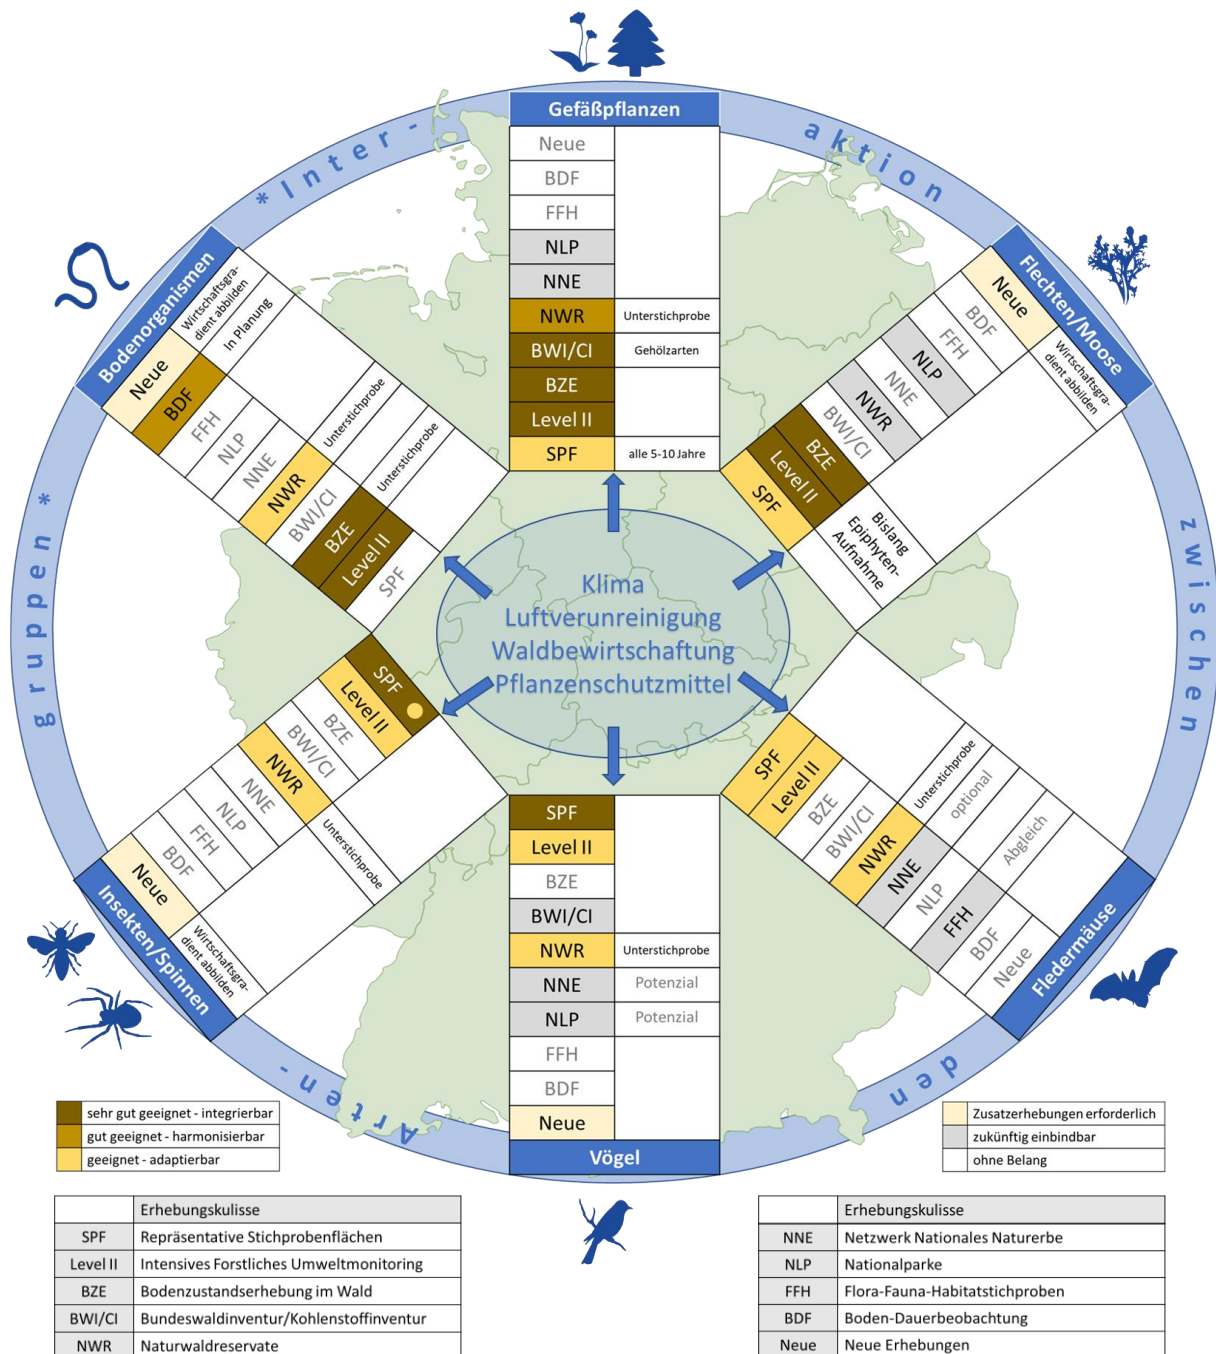 *Inter-
aktion
zwischen
den
Arten-
gruppen*
Gefäßpflanzen
Neue
BDF
FFH
NLP
NNE
NWR Unterstichprobe
BWI/CI Gehölzarten
BZE
Level II
SPF alle 5-10 Jahre
Flechten/Moose
Neue Wirtschaftsgra-
dient abbilden
BDF
FFH
NLP
NNE
NWR
BWI/CI
BZE
Level II
SPF
Bislang
Epiphyten-
Aufnahme
Bodenorganismen
Neue Wirtschaftsgra-
dient abbilden
BDF In Planung
FFH
NLP
NNE
NWR Unterstichprobe
BWI/CI
BZE Unterstichprobe
Level II
SPF
Klima
Luftverunreinigung
Waldbewirtschaftung
Pflanzenschutzmittel
SPF
Level II
BZE
BWI/CI
NWR Unterstichprobe
NNE
NLP
FFH
BDF
Neue Wirtschaftsgra-
dient abbilden
Insekten/Spinnen
SPF
Level II
BZE
BWI/CI
NWR Unterstichprobe
NNE Potenzial
NLP Potenzial
FFH
BDF
Neue
Vögel
SPF
Level II
BZE
BWI/CI
NWR Unterstichprobe
NNE optional
NLP
FFH Abgleich
BDF
Neue
Fledermäuse
sehr gut geeignet - integrierbar
gut geeignet - harmonisierbar
geeignet - adaptierbar
Zusatzerhebungen erforderlich
zukünftig einbindbar
ohne Belang
Erhebungskulisse
SPF Repräsentative Stichprobenflächen
Level II Intensives Forstliches Umweltmonitoring
BZE Bodenzustandserhebung im Wald
BWI/CI Bundeswaldinventur/Kohlenstoffinventur
NWR Naturwaldreservate
Erhebungskulisse
NNE Netzwerk Nationales Naturerbe
NLP Nationalparke
FFH Flora-Fauna-Habitatstichproben
BDF Boden-Dauerbeobachtung
Neue Neue Erhebungen